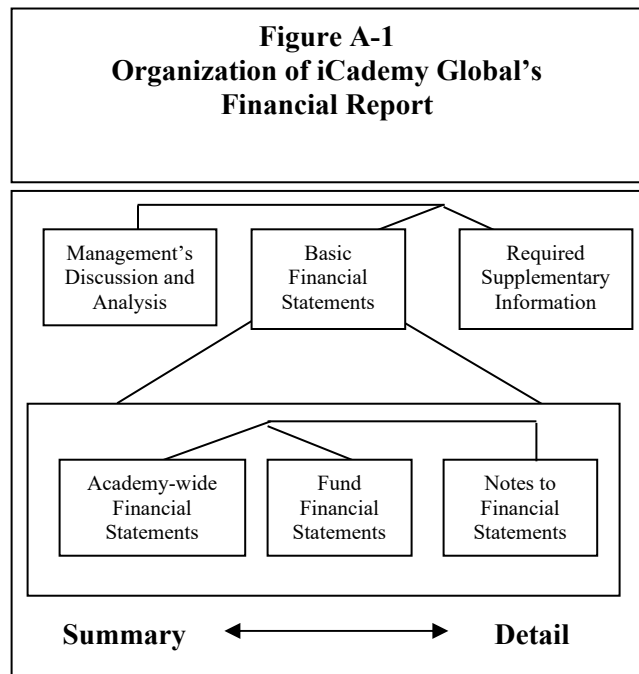 Figure A-1
Organization of iCademy Global’s
Financial Report
Management’s
Discussion and
Analysis
Basic
Financial
Statements
Required
Supplementary
Information
Academy-wide
Financial
Statements
Fund
Financial
Statements
Notes to
Financial
Statements
Summary
Detail